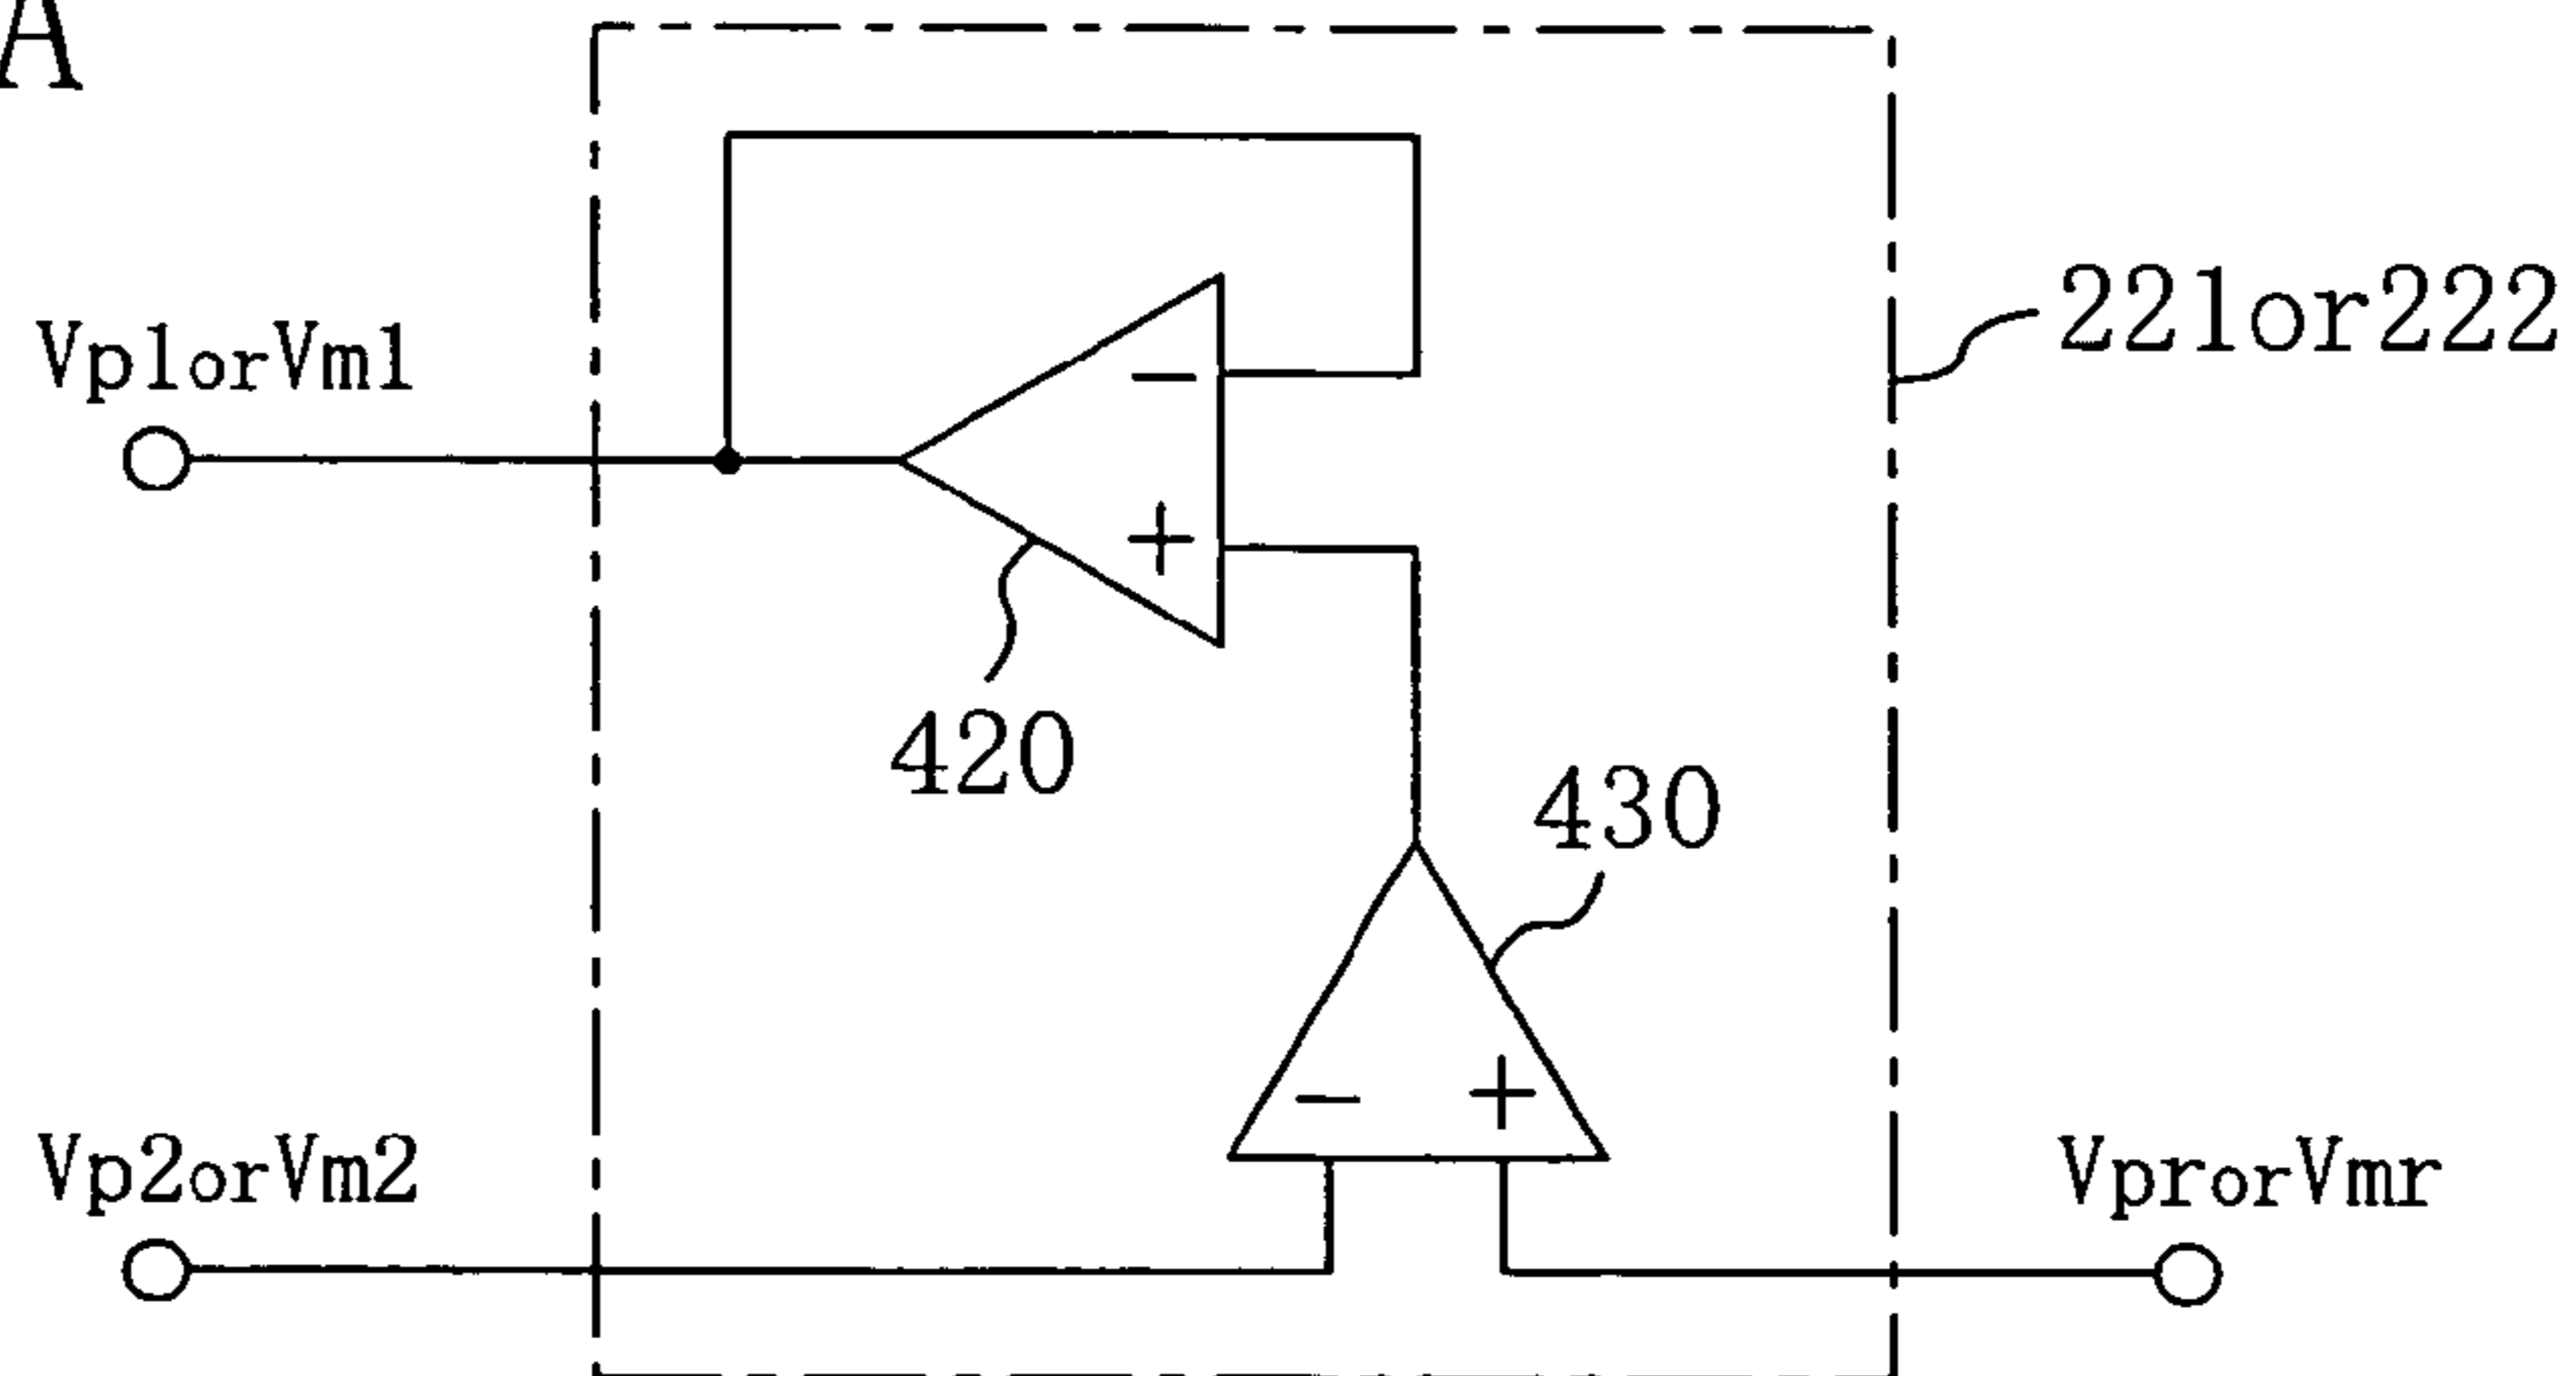 A
221or222
Vp1orVm1
−
+
420
430
− +
Vp2orVm2
VprorVmr